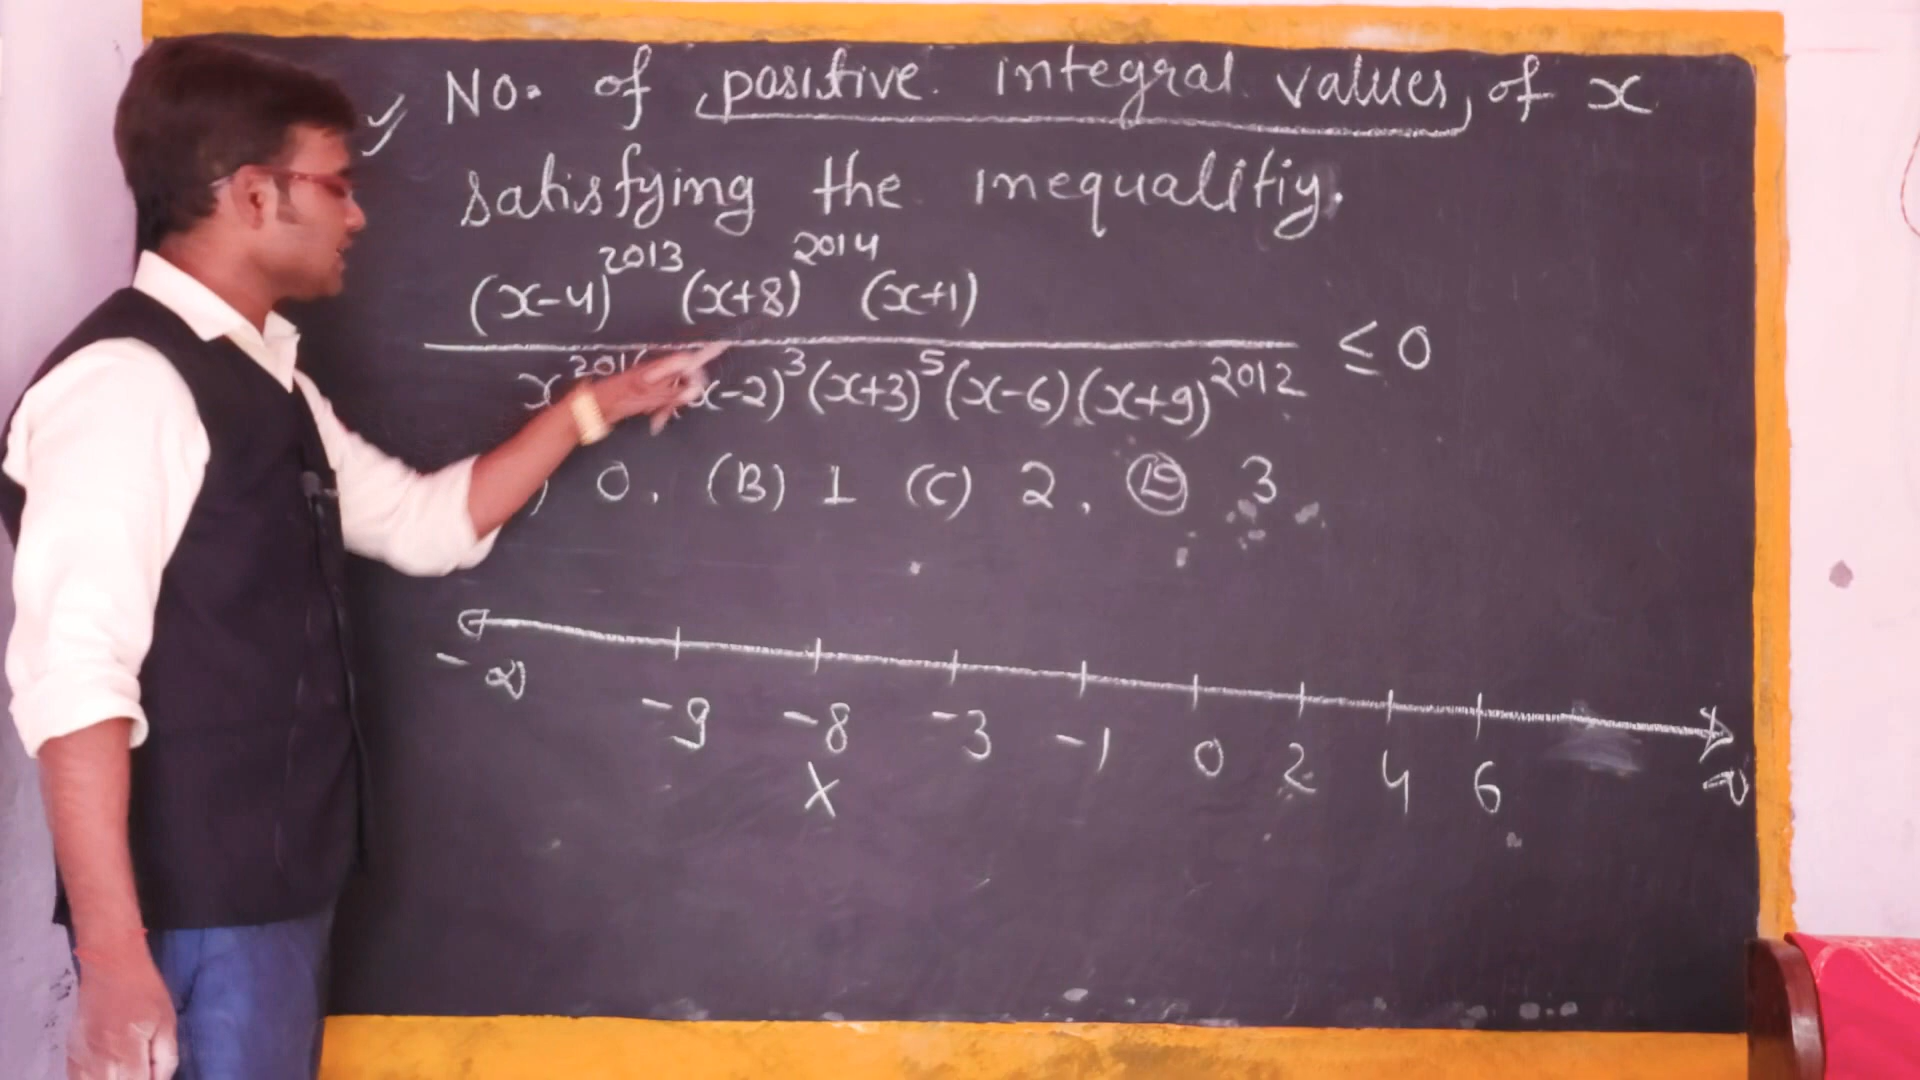 No. of positive integral values, of x
satisfying the inequalitiy.
(x-4)^2013 (x+8)^2014 (x+1)
x^201 x-2)^3 (x+3)^5 (x-6) (x+9)^2012 ≤ 0
) 0. (B) 1 (C) 2, (D) 3
-∞ -9 -8 -3 -1 0 2 4 6 ∞
X